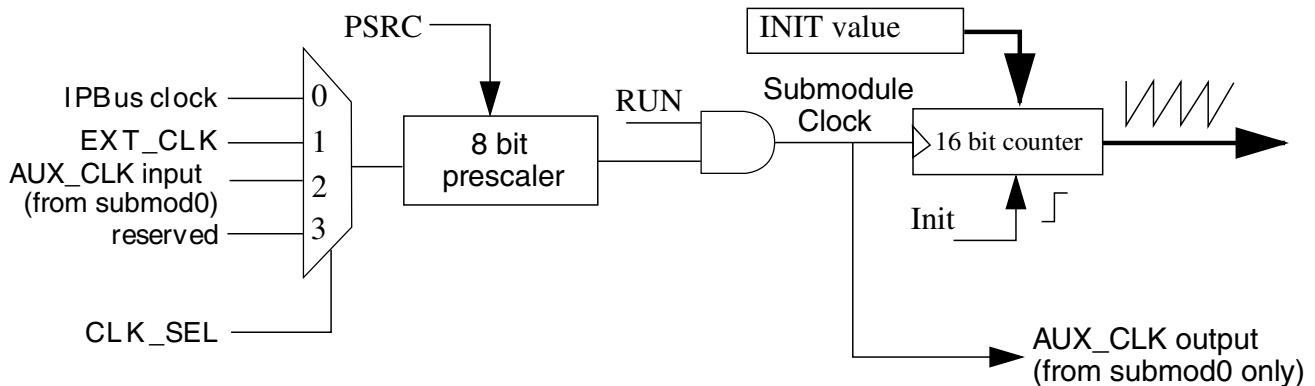 PSRC
INIT value
IPBus clock
0
EXT_CLK
1
AUX_CLK input
(from submod0)
2
reserved
3
8 bit
prescaler
RUN
Submodule
Clock
16 bit counter
Init
CLK_SEL
AUX_CLK output
(from submod0 only)